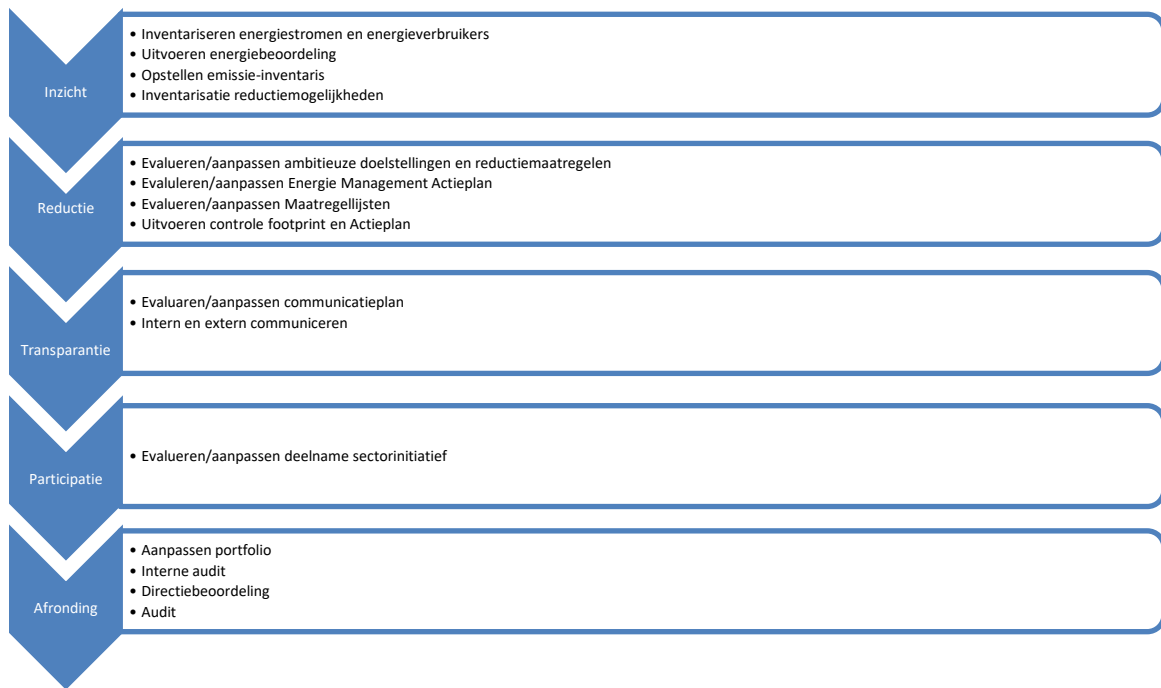 Inzicht
• Inventariseren energiestromen en energieverbruikers
• Uitvoeren energiebeoordeling
• Opstellen emissie-inventaris
• Inventarisatie reductiemogelijkheden
Reductie
• Evalueren/aanpassen ambitieuze doelstellingen en reductiemaatregelen
• Evaluleren/aanpassen Energie Management Actieplan
• Evalueren/aanpassen Maatregellijsten
• Uitvoeren controle footprint en Actieplan
Transparantie
• Evaluaren/aanpassen communicatieplan
• Intern en extern communiceren
Participatie
• Evalueren/aanpassen deelname sectorinitiatief
Afronding
• Aanpassen portfolio
• Interne audit
• Directiebeoordeling
• Audit